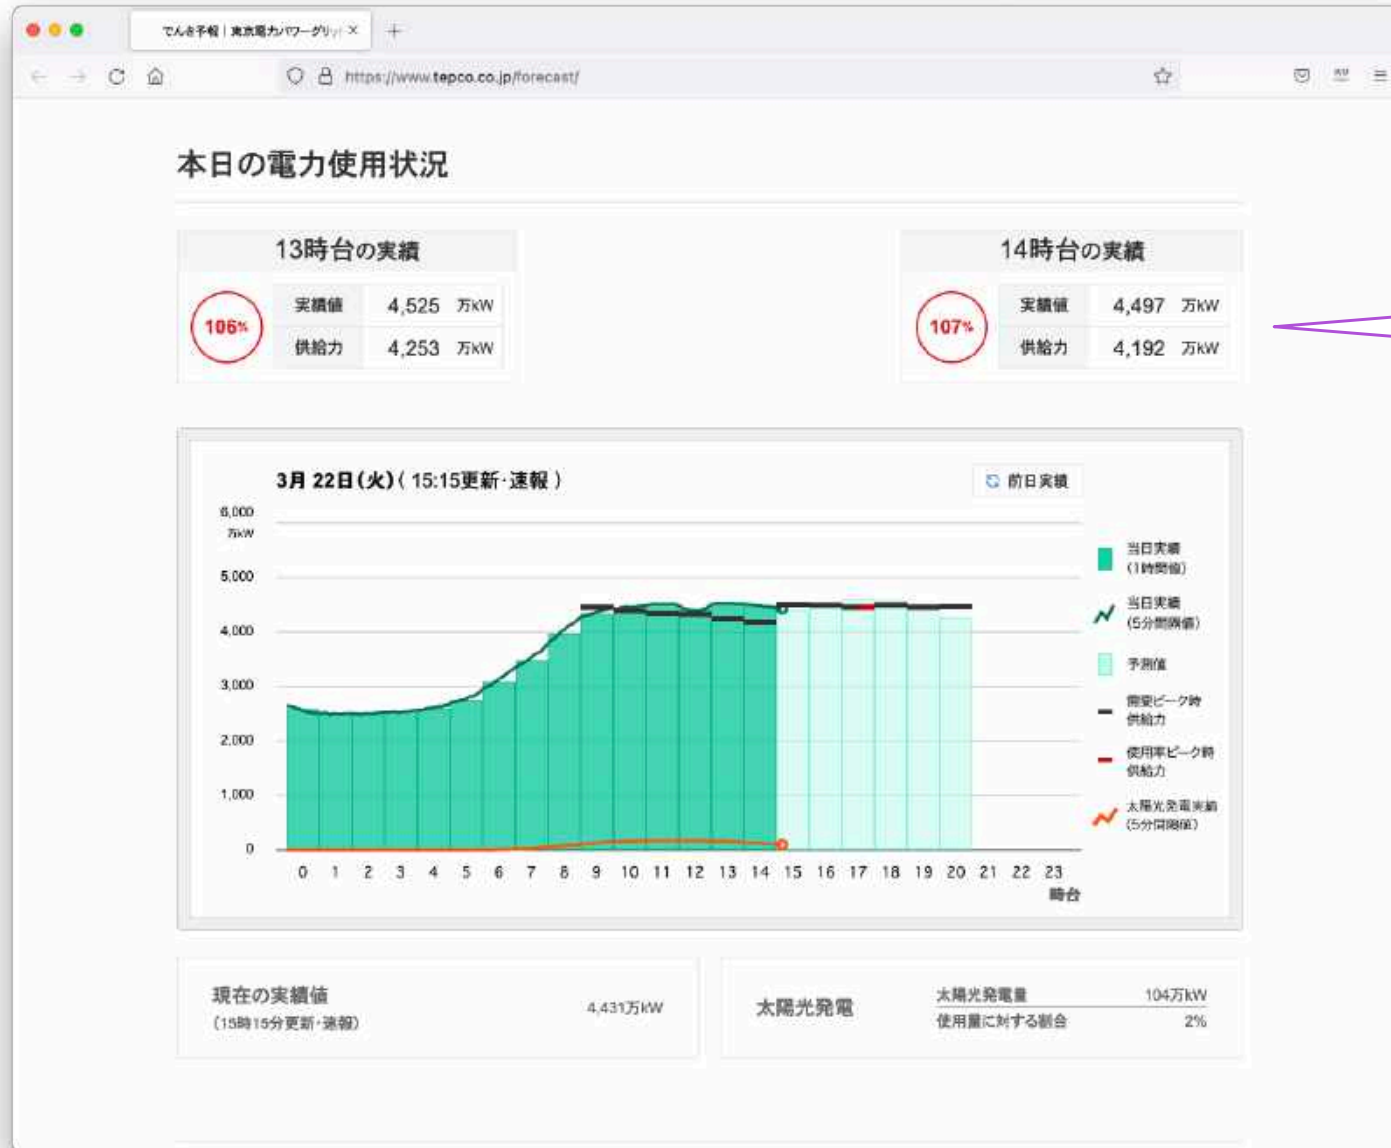 でんき予報 | 東京電力パワーグリッ
https://www.tepco.co.jp/forecast/
本日の電力使用状況
13時台の実績
106%
実績値 4,525 万kW
供給力 4,253 万kW
14時台の実績
107%
実績値 4,497 万kW
供給力 4,192 万kW
3月 22日(火)( 15:15更新・速報 )
前日実績
6,000
万kW
5,000
4,000
3,000
2,000
1,000
0
0 1 2 3 4 5 6 7 8 9 10 11 12 13 14 15 16 17 18 19 20 21 22 23
時台
当日実績
(1時間値)
当日実績
(5分間隔値)
予測値
需要ピーク時
供給力
使用率ピーク時
供給力
太陽光発電実績
(5分間隔値)
現在の実績値
(15時15分更新・速報)
4,431万kW
太陽光発電
太陽光発電量 104万kW
使用量に対する割合 2%